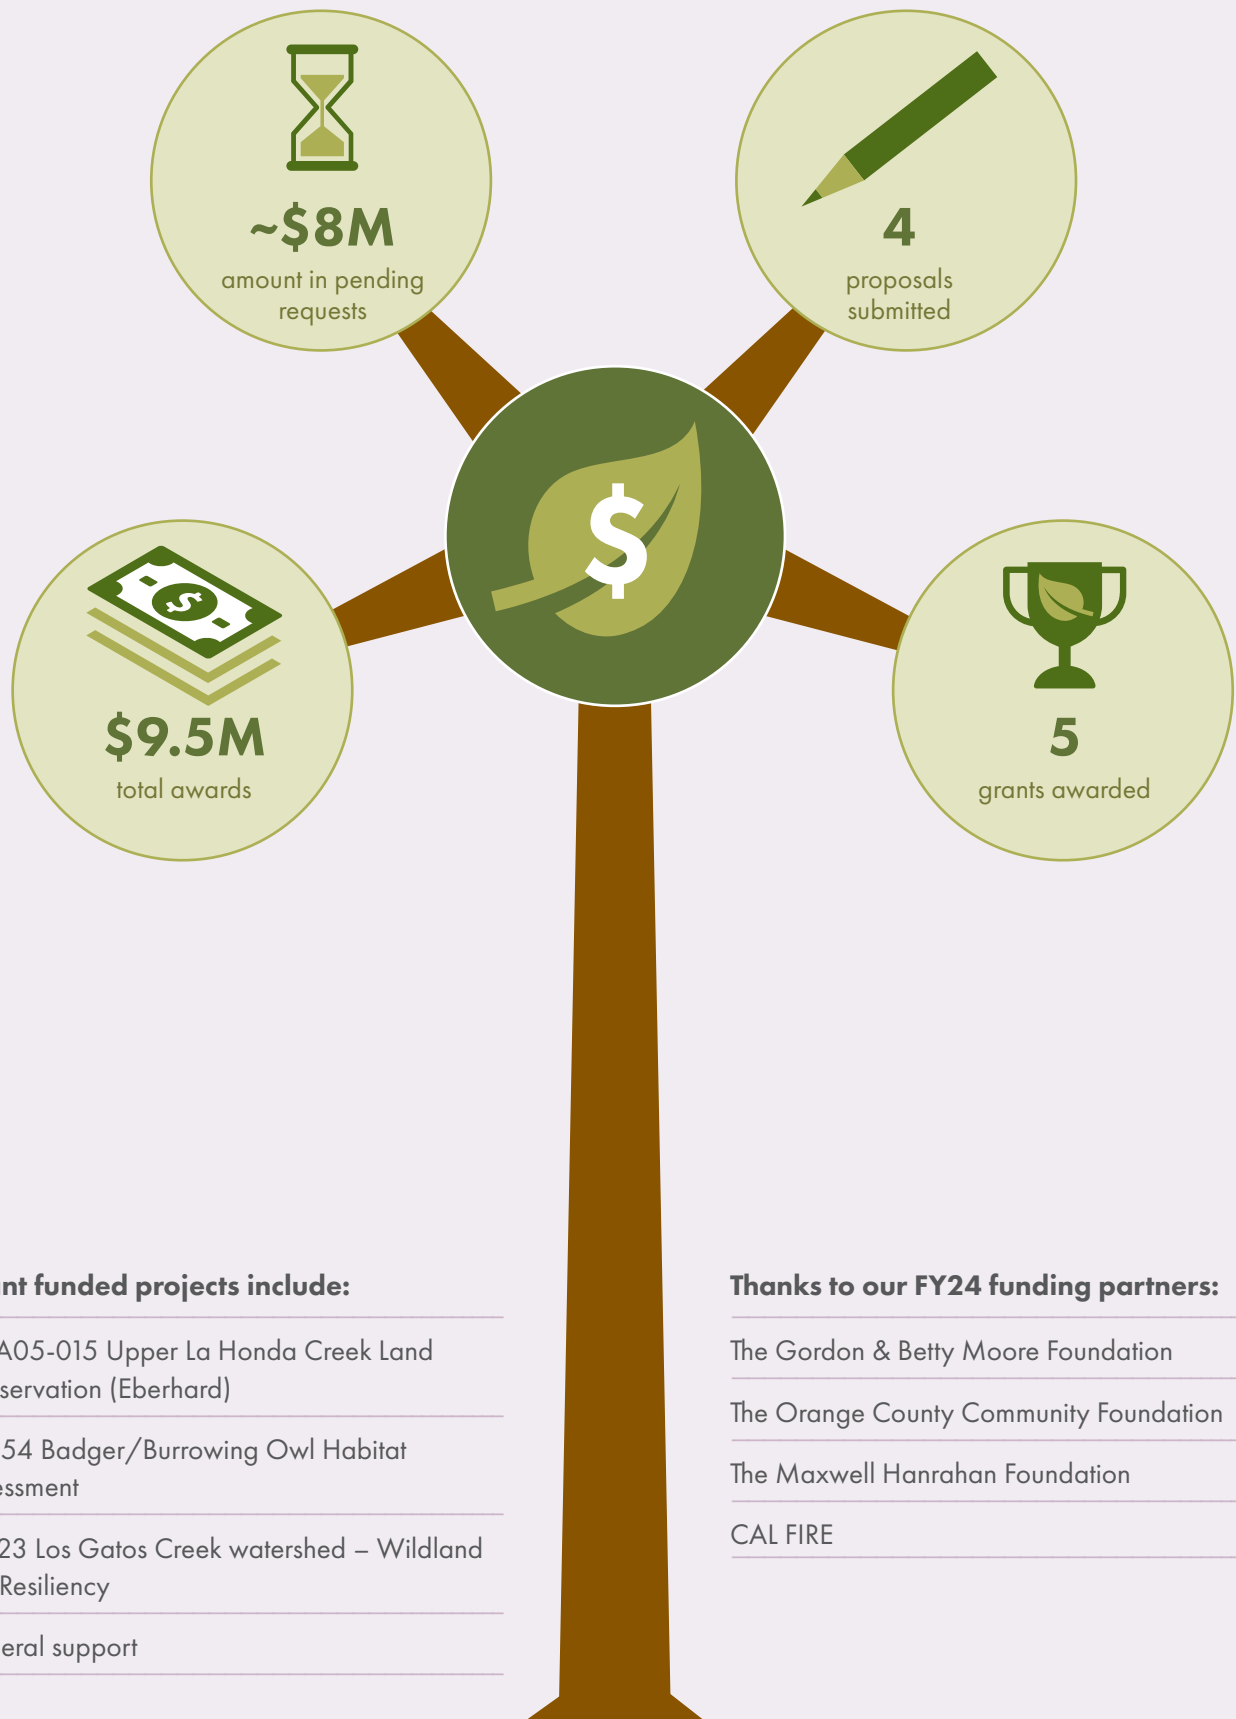 ~$8M
amount in pending
requests
4
proposals
submitted
$
$
$9.5M
total awards
5
grants awarded
nt funded projects include:
A05-015 Upper La Honda Creek Land
servation (Eberhard)
54 Badger/Burrowing Owl Habitat
essment
23 Los Gatos Creek watershed – Wildland
Resiliency
eral support
Thanks to our FY24 funding partners:
The Gordon & Betty Moore Foundation
The Orange County Community Foundation
The Maxwell Hanrahan Foundation
CAL FIRE